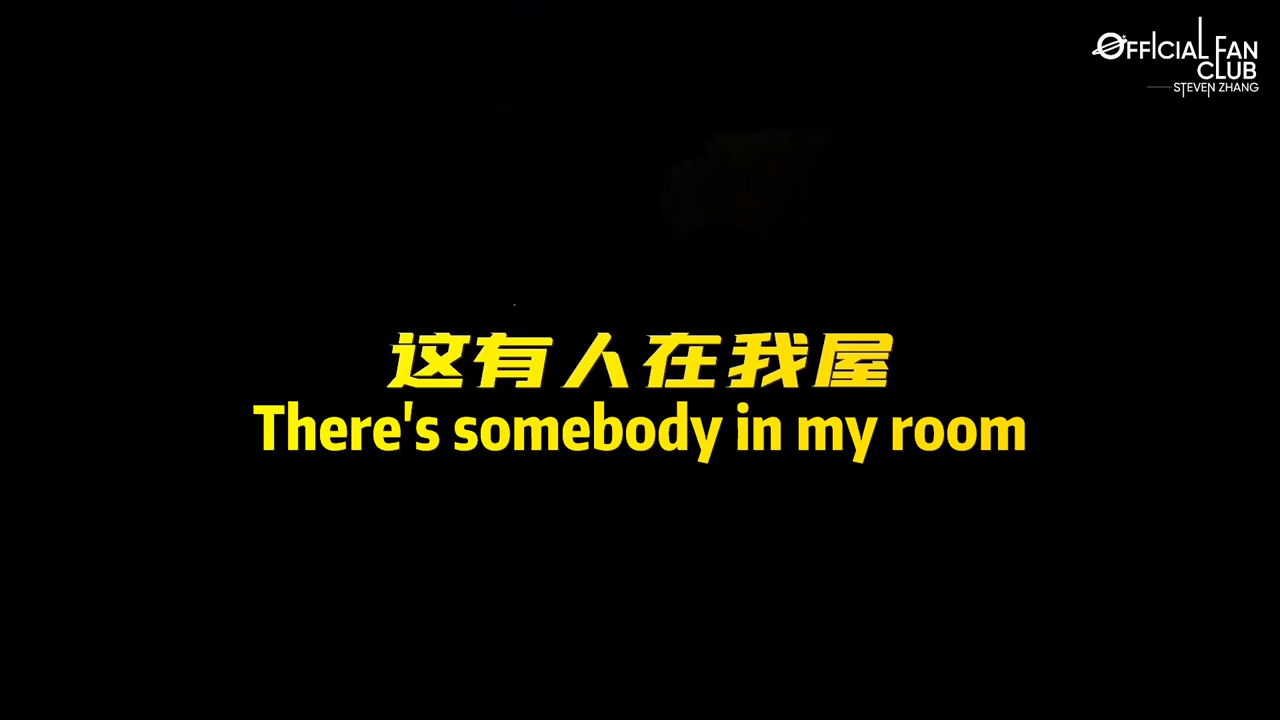 OFFICIAL FAN
CLUB
STEVEN ZHANG
这有人在我屋
There's somebody in my room